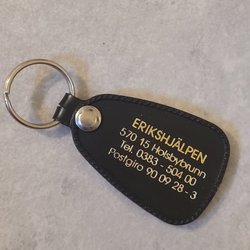 ERIKSHJÄLPEN
570 15 Holsbybrunn
Tel. 0383 - 504 00
Postgiro 90 09 28 - 3